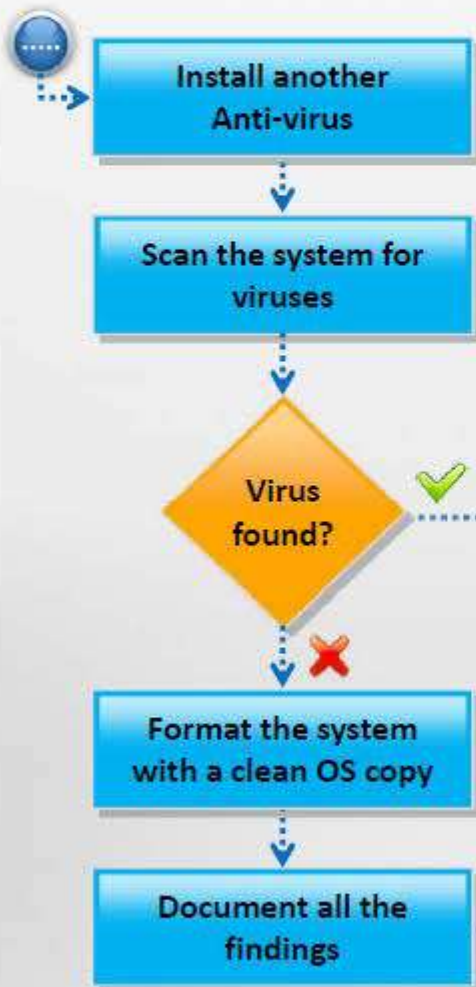 Install another
Anti-virus
Scan the system for
viruses
Virus
found?
Format the system
with a clean OS copy
Document all the
findings